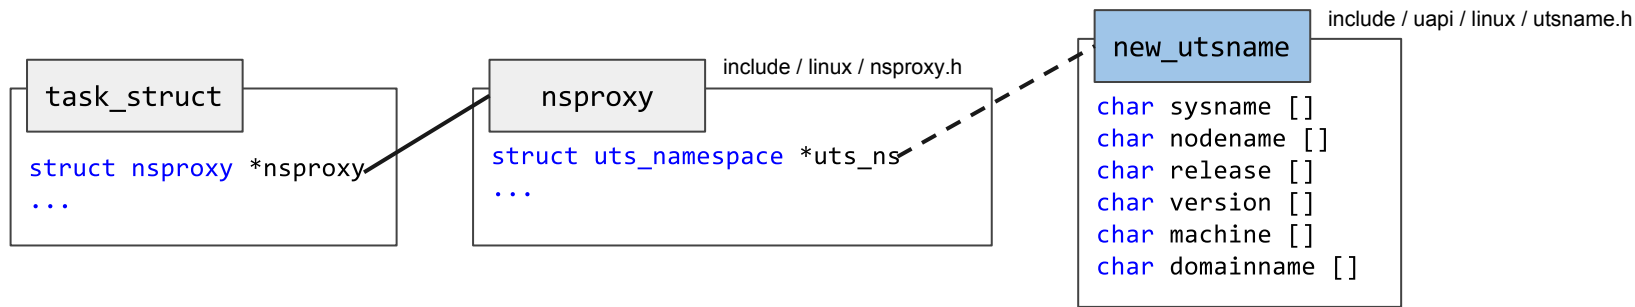 task_struct
struct nsproxy *nsproxy
...
include / linux / nsproxy.h
nsproxy
struct uts_namespace *uts_ns
...
include / uapi / linux / utsname.h
new_utsname
char sysname []
char nodename []
char release []
char version []
char machine []
char domainname []